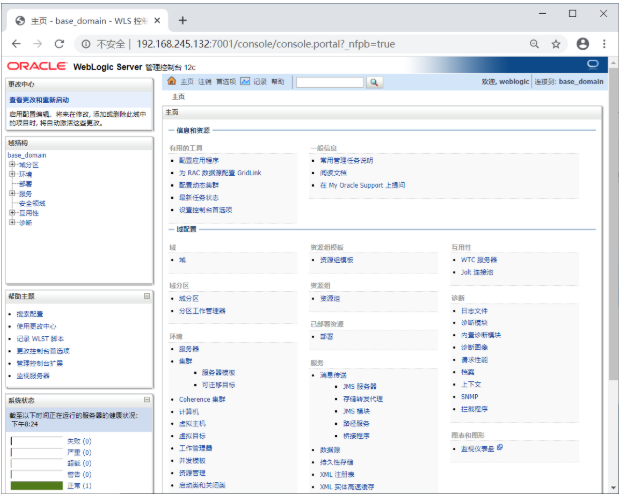 主页 - base_domain - WLS 控制
不安全 | 192.168.245.132:7001/console/console.portal?_nfpb=true
ORACLE WebLogic Server 管理控制台 12c
更改中心
查看更改和重新启动
启用配置编辑。将来在修改, 添加或删除此域中
的项目时, 将自动激活这些更改。
域结构
base_domain
域分区
环境
部署
服务
安全领域
互用性
诊断
帮助主题
搜索配置
使用更改中心
记录 WLST 脚本
更改控制台首选项
管理控制台扩展
监视服务器
系统状态
截至以下时间正在运行的服务器的健康状况:
下午8:24
失败 (0)
严重 (0)
超载 (0)
警告 (0)
正常 (1)
主页 注销 首选项 记录 帮助
欢迎, weblogic 连接到: base_domain
主页
主页
信息和资源
有用的工具
配置应用程序
为 RAC 数据源配置 GridLink
配置动态集群
最新任务状态
设置控制台首选项
一般信息
常用管理任务说明
阅读文档
在 My Oracle Support 上提问
域配置
域
域
域分区
域分区
分区工作管理器
环境
服务器
集群
服务器模板
可迁移目标
Coherence 集群
计算机
虚拟主机
虚拟目标
工作管理器
并发模板
资源管理
启动类和关闭类
资源组模板
资源组模板
资源组
资源组
已部署资源
部署
服务
消息传送
JMS 服务器
存储转发代理
JMS 模块
路径服务
桥接程序
数据源
持久性存储
XML 注册表
XML 实体高速缓存
互用性
WTC 服务器
Jolt 连接池
诊断
日志文件
诊断模块
内置诊断模块
诊断图像
请求性能
档案
上下文
SNMP
拦截程序
图表和图形
监视仪表盘